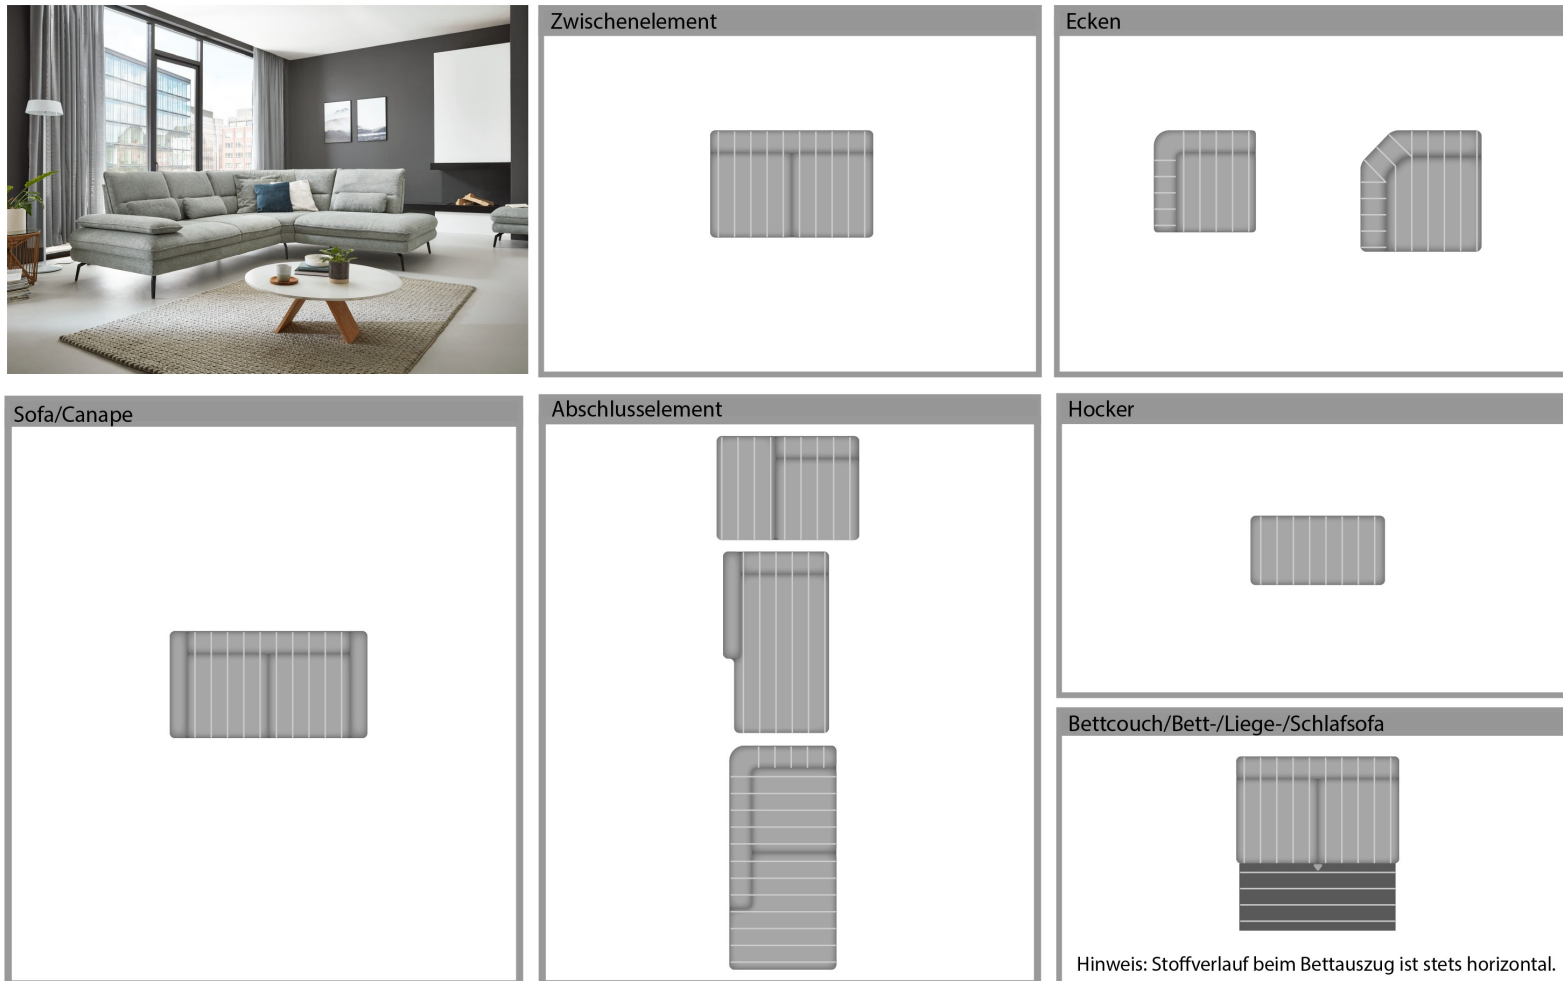 Zwischenelement
Ecken
Sofa/Canape
Abschlusselement
Hocker
Bettcouch/Bett-/Liege-/Schlafsofa
Hinweis: Stoffverlauf beim Bettauszug ist stets horizontal.